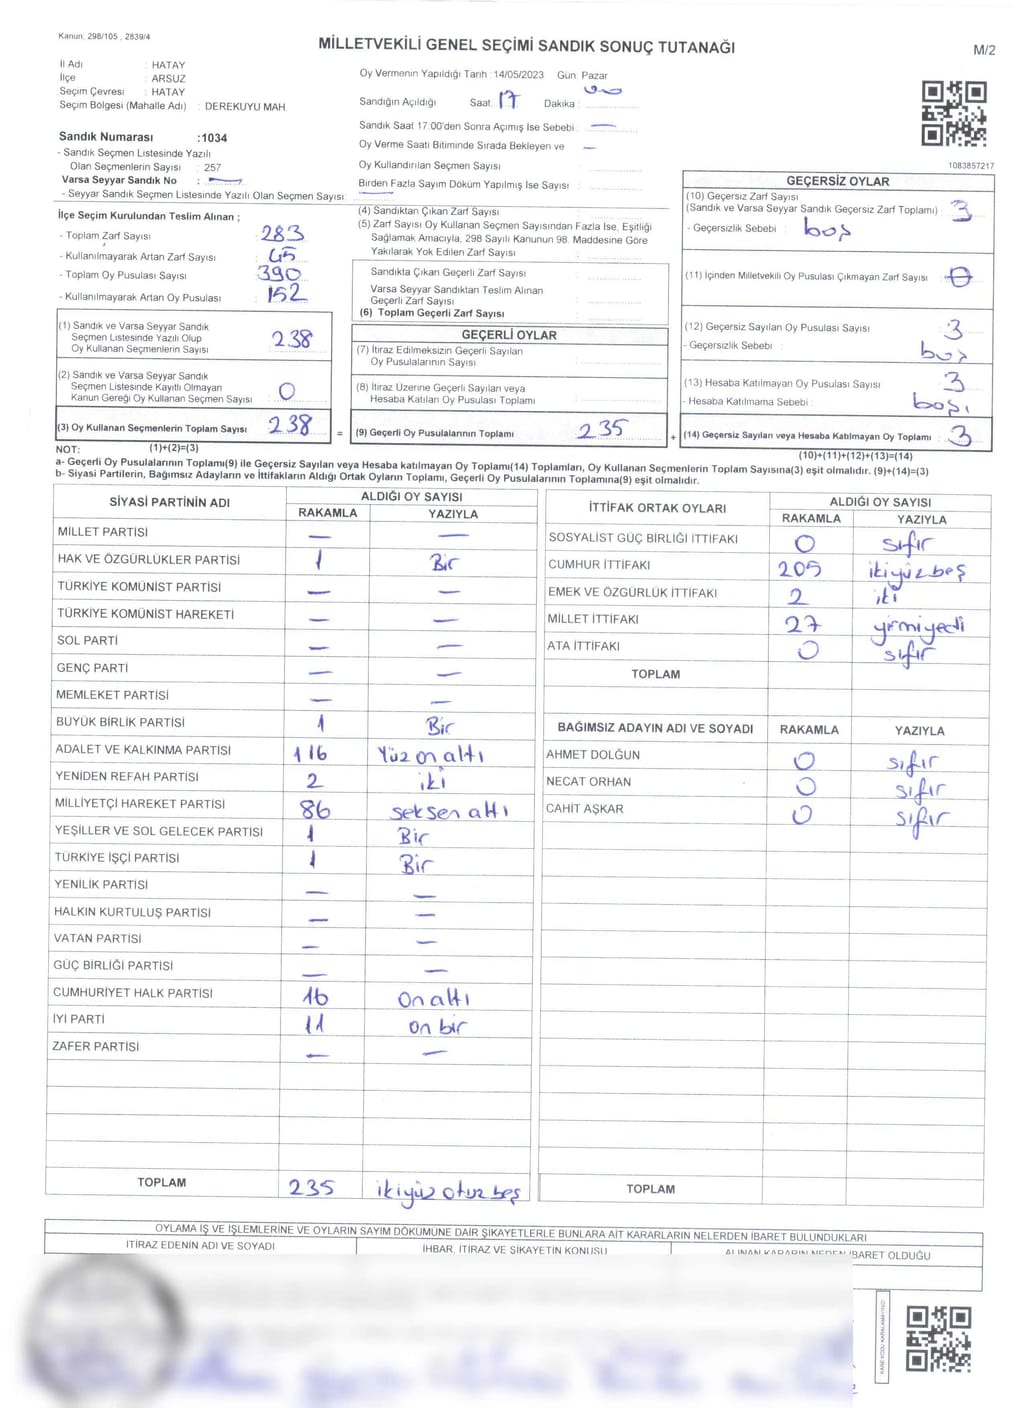 Kanun: 298/105 , 2839/4
MİLLETVEKİLİ GENEL SEÇİMİ SANDIK SONUÇ TUTANAĞI
M/2
İl Adı : HATAY
İlçe : ARSUZ
Seçim Çevresi : HATAY
Seçim Bölgesi (Mahalle Adı) : DEREKUYU MAH.
Sandık Numarası :1034
- Sandık Seçmen Listesinde Yazılı
Olan Seçmenlerin Sayısı : 257
Varsa Seyyar Sandık No : —
- Seyyar Sandık Seçmen Listesinde Yazılı Olan Seçmen Sayısı: —
Oy Vermenin Yapıldığı Tarih :14/05/2023 Gün: Pazar
Sandığın Açıldığı Saat: 17 Dakika :
Sandık Saat 17:00'den Sonra Açımış İse Sebebi : —
Oy Verme Saati Bitiminde Sırada Bekleyen ve —
Oy Kullandırılan Seçmen Sayısı :
Birden Fazla Sayım Döküm Yapılmış İse Sayısı :
1083857217
İlçe Seçim Kurulundan Teslim Alınan ;
- Toplam Zarf Sayısı : 283
- Kullanılmayarak Artan Zarf Sayısı : 45
- Toplam Oy Pusulası Sayısı : 390
- Kullanılmayarak Artan Oy Pusulası : 152
(4) Sandıktan Çıkan Zarf Sayısı :
(5) Zarf Sayısı Oy Kullanan Seçmen Sayısından Fazla İse, Eşitliği
Sağlamak Amacıyla, 298 Sayılı Kanunun 98. Maddesine Göre
Yakılarak Yok Edilen Zarf Sayısı :
Sandıkta Çıkan Geçerli Zarf Sayısı :
Varsa Seyyar Sandıktan Teslim Alınan
Geçerli Zarf Sayısı :
(6) Toplam Geçerli Zarf Sayısı :
GEÇERSİZ OYLAR
(10) Geçersiz Zarf Sayısı
(Sandık ve Varsa Seyyar Sandık Geçersiz Zarf Toplamı) : 3
- Geçersizlik Sebebi : boş
(11) İçinden Milletvekili Oy Pusulası Çıkmayan Zarf Sayısı : 0
(12) Geçersiz Sayılan Oy Pusulası Sayısı : 3
- Geçersizlik Sebebi : boş
(13) Hesaba Katılmayan Oy Pusulası Sayısı : 3
- Hesaba Katılmama Sebebi : boş
(14) Geçersiz Sayılan veya Hesaba Katılmayan Oy Toplamı : 3
(1) Sandık ve Varsa Seyyar Sandık
Seçmen Listesinde Yazılı Olup
Oy Kullanan Seçmenlerin Sayısı : 238
(2) Sandık ve Varsa Seyyar Sandık
Seçmen Listesinde Kayıtlı Olmayan
Kanun Gereği Oy Kullanan Seçmen Sayısı : 0
(3) Oy Kullanan Seçmenlerin Toplam Sayısı : 238
GEÇERLİ OYLAR
(7) İtiraz Edilmeksizin Geçerli Sayılan
Oy Pusulalarının Sayısı :
(8) İtiraz Üzerine Geçerli Sayılan veya
Hesaba Katılan Oy Pusulası Toplamı :
= (9) Geçerli Oy Pusulalarının Toplamı : 235 +
NOT: (1)+(2)=(3) (10)+(11)+(12)+(13)=(14)
a- Geçerli Oy Pusulalarının Toplamı(9) ile Geçersiz Sayılan veya Hesaba katılmayan Oy Toplamı(14) Toplamları, Oy Kullanan Seçmenlerin Toplam Sayısına(3) eşit olmalıdır. (9)+(14)=(3)
b- Siyasi Partilerin, Bağımsız Adayların ve İttifakların Aldığı Ortak Oyların Toplamı, Geçerli Oy Pusulalarının Toplamına(9) eşit olmalıdır.
SİYASİ PARTİNİN ADI ALDIĞI OY SAYISI
RAKAMLA YAZIYLA
MİLLET PARTİSİ — —
HAK VE ÖZGÜRLÜKLER PARTİSİ 1 Bir
TÜRKİYE KOMÜNİST PARTİSİ — —
TÜRKİYE KOMÜNİST HAREKETİ — —
SOL PARTİ — —
GENÇ PARTİ — —
MEMLEKET PARTİSİ — —
BÜYÜK BİRLİK PARTİSİ 1 Bir
ADALET VE KALKINMA PARTİSİ 116 Yüz on altı
YENİDEN REFAH PARTİSİ 2 iki
MİLLİYETÇİ HAREKET PARTİSİ 86 seksen altı
YEŞİLLER VE SOL GELECEK PARTİSİ 1 Bir
TÜRKİYE İŞÇİ PARTİSİ 1 Bir
YENİLİK PARTİSİ — —
HALKIN KURTULUŞ PARTİSİ — —
VATAN PARTİSİ — —
GÜÇ BİRLİĞİ PARTİSİ — —
CUMHURİYET HALK PARTİSİ 16 On altı
İYİ PARTİ 11 on bir
ZAFER PARTİSİ — —
TOPLAM 235 ikiyüz otuz beş
İTTİFAK ORTAK OYLARI ALDIĞI OY SAYISI
RAKAMLA YAZIYLA
SOSYALİST GÜÇ BİRLİĞİ İTTİFAKI 0 sıfır
CUMHUR İTTİFAKI 205 ikiyüz beş
EMEK VE ÖZGÜRLÜK İTTİFAKI 2 iki
MİLLET İTTİFAKI 27 yirmi yedi
ATA İTTİFAKI 0 sıfır
TOPLAM
BAĞIMSIZ ADAYIN ADI VE SOYADI RAKAMLA YAZIYLA
AHMET DOLĞUN 0 sıfır
NECAT ORHAN 0 sıfır
CAHİT AŞKAR 0 sıfır
TOPLAM
OYLAMA İŞ VE İŞLEMLERİNE VE OYLARIN SAYIM DÖKÜMÜNE DAİR ŞİKAYETLERLE BUNLARA AİT KARARLARIN NELERDEN İBARET BULUNDUKLARI
İTİRAZ EDENİN ADI VE SOYADI İHBAR, İTİRAZ VE ŞİKAYETİN KONUSU ALINAN KARARIN NEDEN İBARET OLDUĞU